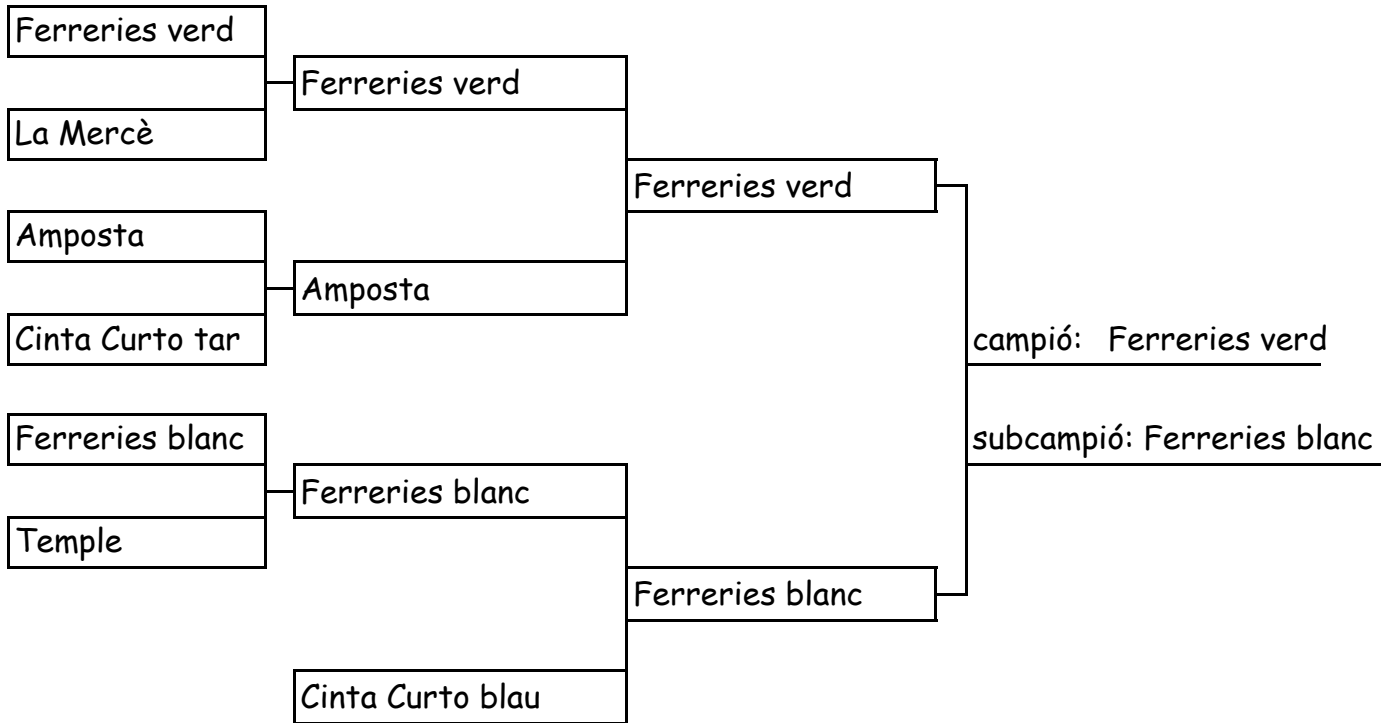 Ferreries verd
Ferreries verd
La Mercè
Ferreries verd
Amposta
Amposta
Cinta Curto tar
campió: Ferreries verd
Ferreries blanc
subcampió: Ferreries blanc
Ferreries blanc
Temple
Ferreries blanc
Cinta Curto blau